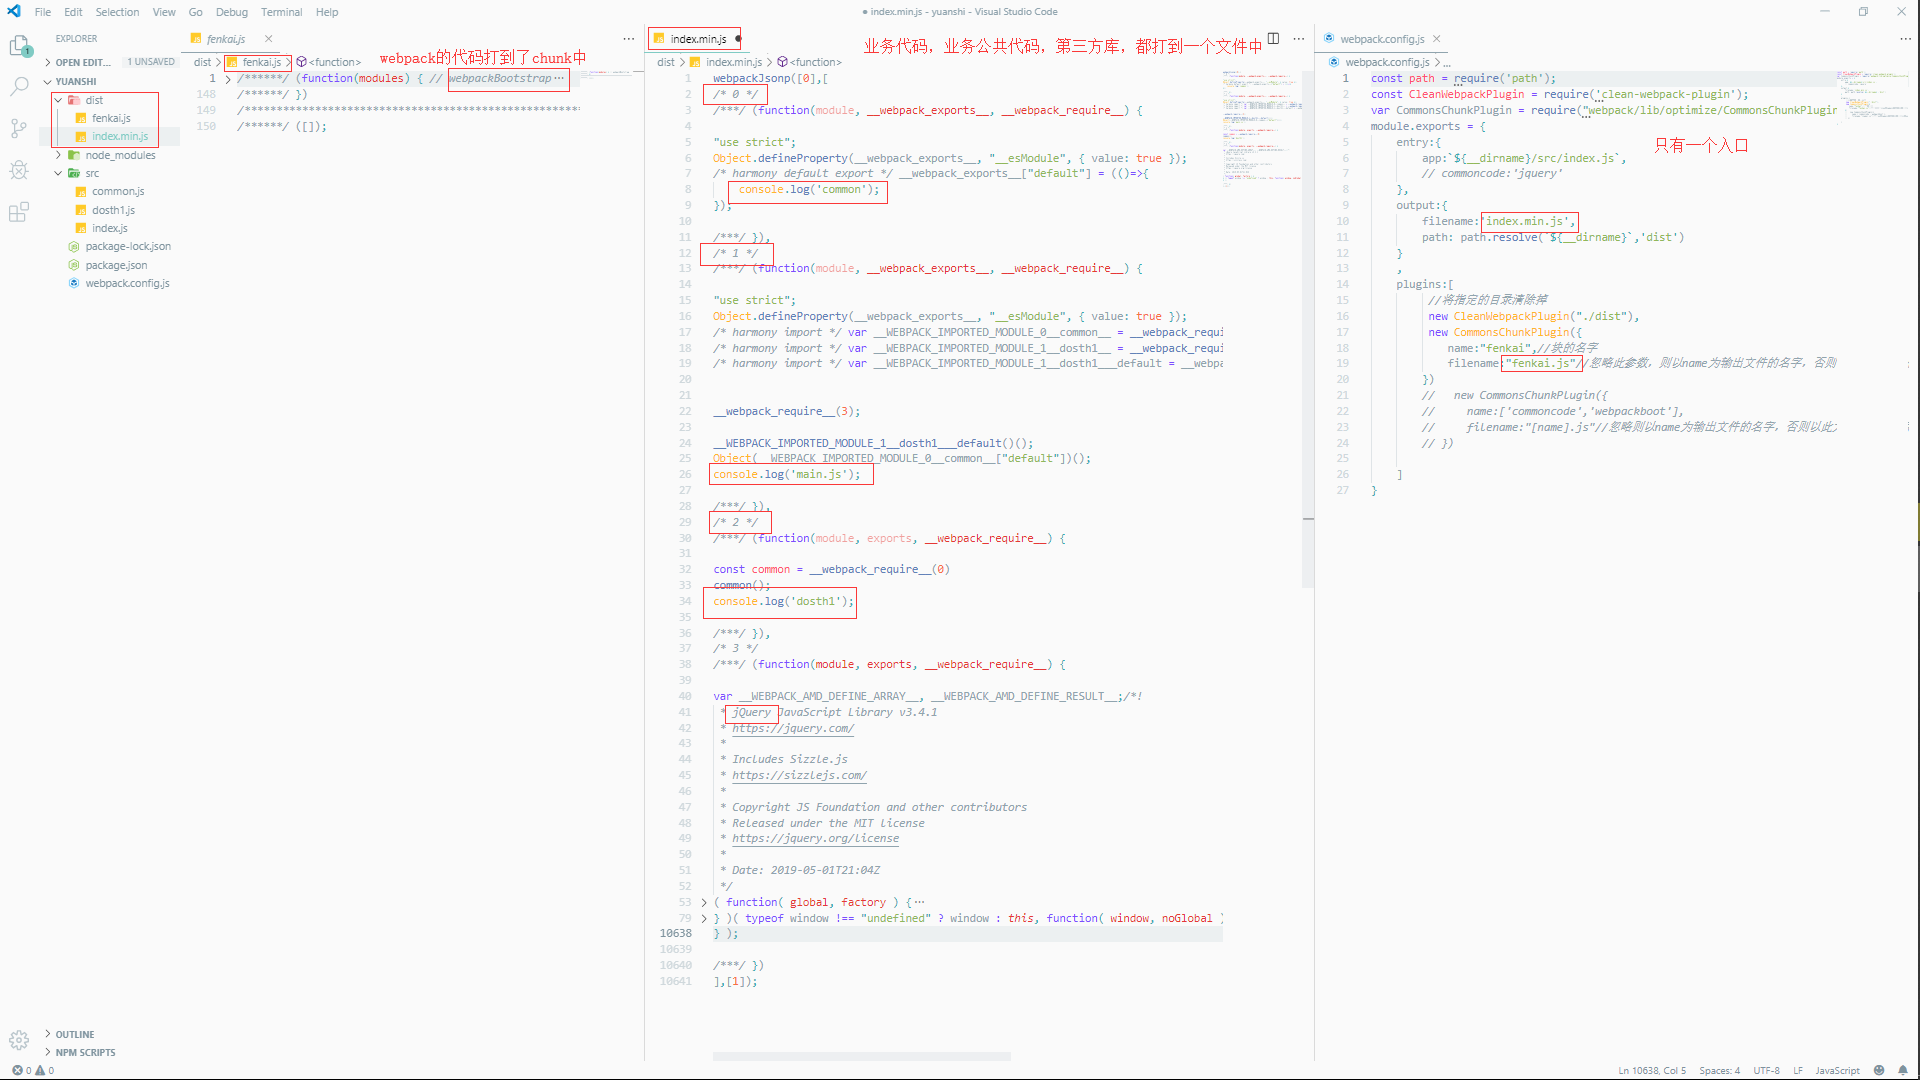 File Edit Selection View Go Debug Terminal Help
● index.min.js - yuanshi - Visual Studio Code
EXPLORER
OPEN EDIT... 1 UNSAVED
YUANSHI
dist
fenkai.js
index.min.js
node_modules
src
common.js
dosth1.js
index.js
package-lock.json
package.json
webpack.config.js
OUTLINE
NPM SCRIPTS
fenkai.js
webpack的代码打到了chunk中
dist > fenkai.js > <function>
1 /******/ (function(modules) { // webpackBootstrap···
148 /******/ })
149 /************************************************************************
150 /******/ ([]);
index.min.js ●
业务代码，业务公共代码，第三方库，都打到一个文件中
dist > index.min.js > <function>
1 webpackJsonp([0],[
2 /* 0 */
3 /***/ (function(module, __webpack_exports__, __webpack_require__) {
4
5 "use strict";
6 Object.defineProperty(__webpack_exports__, "__esModule", { value: true });
7 /* harmony default export */ __webpack_exports__["default"] = (()=>{
8 console.log('common');
9 });
10
11 /***/ }),
12 /* 1 */
13 /***/ (function(module, __webpack_exports__, __webpack_require__) {
14
15 "use strict";
16 Object.defineProperty(__webpack_exports__, "__esModule", { value: true });
17 /* harmony import */ var __WEBPACK_IMPORTED_MODULE_0__common__ = __webpack_requi
18 /* harmony import */ var __WEBPACK_IMPORTED_MODULE_1__dosth1__ = __webpack_requi
19 /* harmony import */ var __WEBPACK_IMPORTED_MODULE_1__dosth1___default = __webpa
20
21
22 __webpack_require__(3);
23
24 __WEBPACK_IMPORTED_MODULE_1__dosth1___default()();
25 Object(__WEBPACK_IMPORTED_MODULE_0__common__["default"])();
26 console.log('main.js');
27
28 /***/ }),
29 /* 2 */
30 /***/ (function(module, exports, __webpack_require__) {
31
32 const common = __webpack_require__(0)
33 common();
34 console.log('dosth1');
35
36 /***/ }),
37 /* 3 */
38 /***/ (function(module, exports, __webpack_require__) {
39
40 var __WEBPACK_AMD_DEFINE_ARRAY__, __WEBPACK_AMD_DEFINE_RESULT__;/*!
41 * jQuery JavaScript Library v3.4.1
42 * https://jquery.com/
43 *
44 * Includes Sizzle.js
45 * https://sizzlejs.com/
46 *
47 * Copyright JS Foundation and other contributors
48 * Released under the MIT license
49 * https://jquery.org/license
50 *
51 * Date: 2019-05-01T21:04Z
52 */
53 ( function( global, factory ) {···
79 } )( typeof window !== "undefined" ? window : this, function( window, noGlobal )
10638 } );
10639
10640 /***/ })
10641 ],[1]);
webpack.config.js
webpack.config.js > ...
只有一个入口
1 const path = require('path');
2 const CleanWebpackPlugin = require('clean-webpack-plugin');
3 var CommonsChunkPlugin = require("webpack/lib/optimize/CommonsChunkPlugin
4 module.exports = {
5 entry:{
6 app:`${__dirname}/src/index.js`,
7 // commoncode:'jquery'
8 },
9 output:{
10 filename:'index.min.js',
11 path: path.resolve(`${__dirname}`,'dist')
12 }
13 ,
14 plugins:[
15 //将指定的目录清除掉
16 new CleanWebpackPlugin("./dist"),
17 new CommonsChunkPlugin({
18 name:"fenkai",//块的名字
19 filename:"fenkai.js"//忽略此参数，则以name为输出文件的名字，否则
20 })
21 // new CommonsChunkPlugin({
22 // name:['commoncode','webpackboot'],
23 // filename:"[name].js"//忽略则以name为输出文件的名字，否则以此
24 // })
25
26 ]
27 }
0 0
Ln 10638, Col 5 Spaces: 4 UTF-8 LF JavaScript